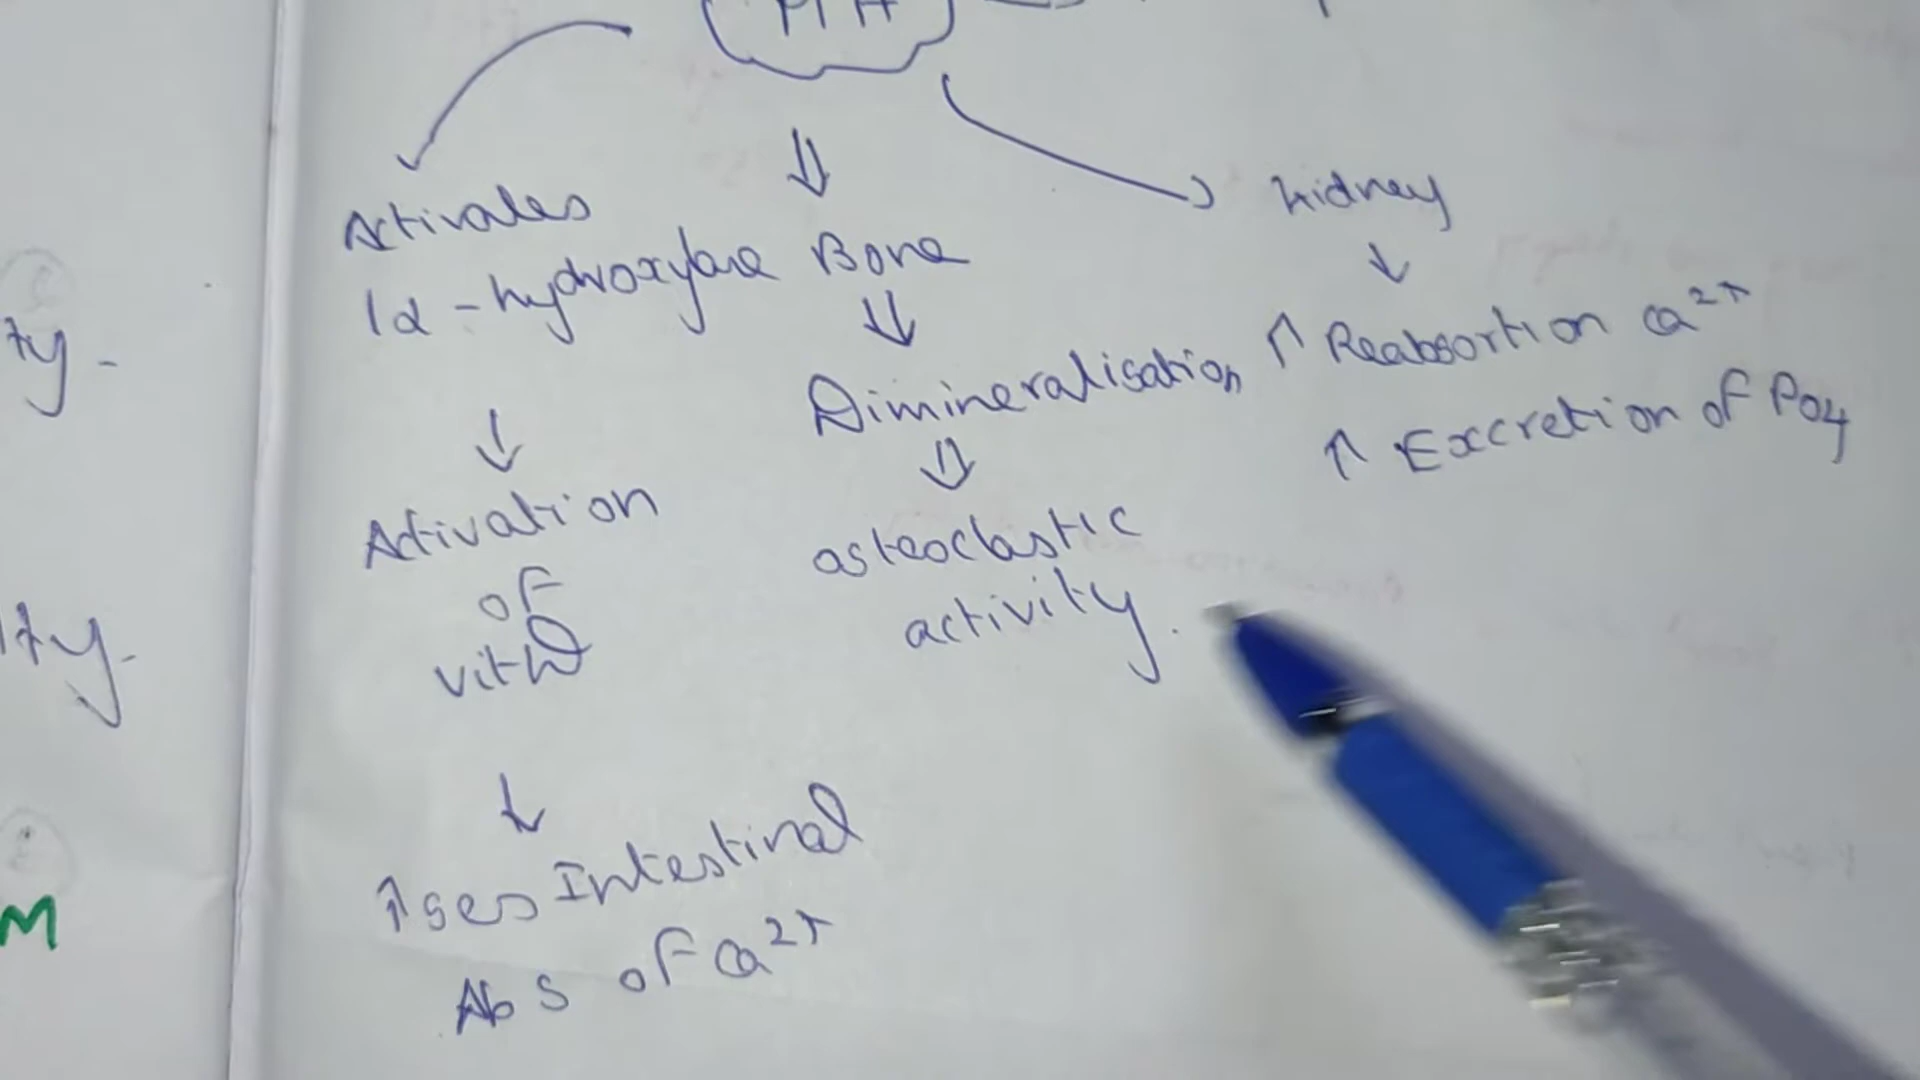 PTH
Activates
1α - hydroxylase
↓
Activation
of
vit D
↓
↑ses Intestinal
Abs of Ca²⁺
⇓
Bone
⇓
Dimineralisation
⇓
osteoclastic
activity.
kidney
↓
↑ Reabsortion Ca²⁺
↑ Excretion of PO4
ty-
ity-
M